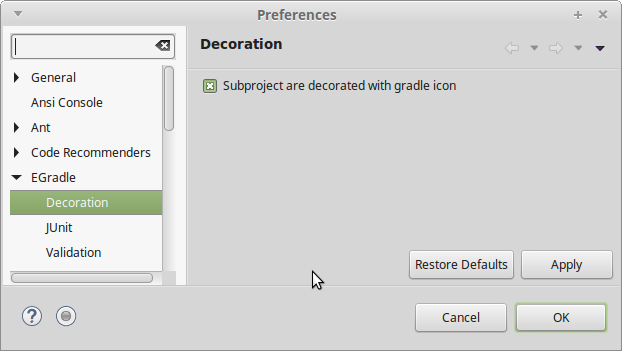 Preferences
Decoration
Subproject are decorated with gradle icon
General
Ansi Console
Ant
Code Recommenders
EGradle
Decoration
JUnit
Validation
Restore Defaults
Apply
Cancel
OK